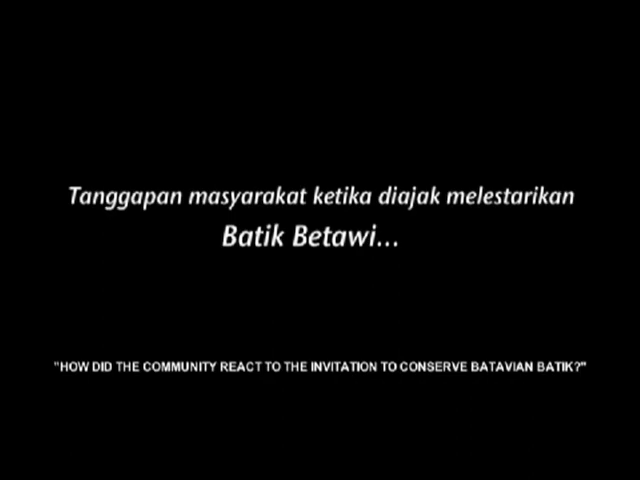 Tanggapan masyarakat ketika diajak melestarikan
Batik Betawi...
"HOW DID THE COMMUNITY REACT TO THE INVITATION TO CONSERVE BATAVIAN BATIK?"